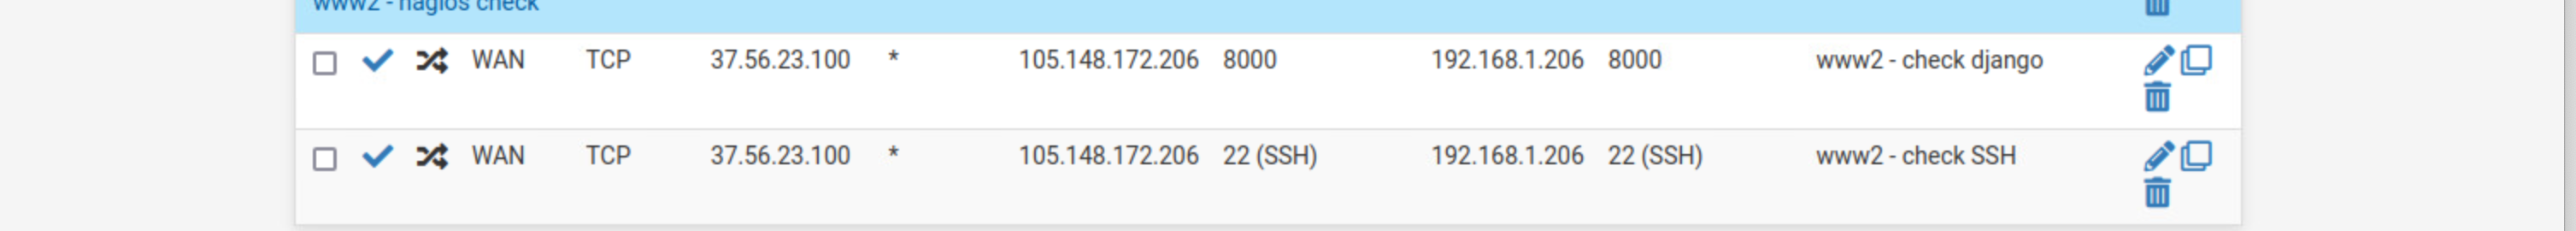 www2 - nagios check
WAN TCP 37.56.23.100 * 105.148.172.206 8000 192.168.1.206 8000 www2 - check django
WAN TCP 37.56.23.100 * 105.148.172.206 22 (SSH) 192.168.1.206 22 (SSH) www2 - check SSH